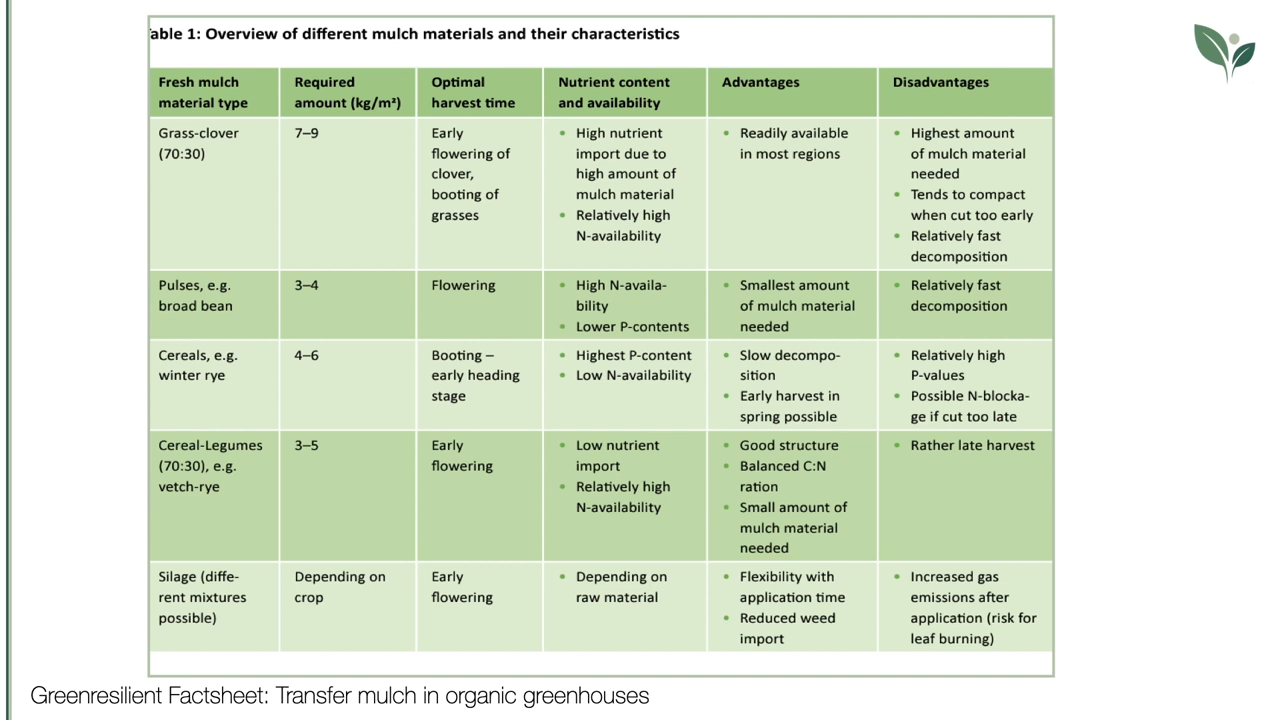 able 1: Overview of different mulch materials and their characteristics
Fresh mulch
material type
Required
amount (kg/m²)
Optimal
harvest time
Nutrient content
and availability
Advantages
Disadvantages
Grass-clover
(70:30)
7–9
Early
flowering of
clover,
booting of
grasses
• High nutrient
import due to
high amount of
mulch material
• Relatively high
N-availability
• Readily available
in most regions
• Highest amount
of mulch material
needed
• Tends to compact
when cut too early
• Relatively fast
decomposition
Pulses, e.g.
broad bean
3–4
Flowering
• High N-availa-
bility
• Lower P-contents
• Smallest amount
of mulch material
needed
• Relatively fast
decomposition
Cereals, e.g.
winter rye
4–6
Booting –
early heading
stage
• Highest P-content
• Low N-availability
• Slow decompo-
sition
• Early harvest in
spring possible
• Relatively high
P-values
• Possible N-blocka-
ge if cut too late
Cereal-Legumes
(70:30), e.g.
vetch-rye
3–5
Early
flowering
• Low nutrient
import
• Relatively high
N-availability
• Good structure
• Balanced C:N
ration
• Small amount of
mulch material
needed
• Rather late harvest
Silage (diffe-
rent mixtures
possible)
Depending on
crop
Early
flowering
• Depending on
raw material
• Flexibility with
application time
• Reduced weed
import
• Increased gas
emissions after
application (risk for
leaf burning)
Greenresilient Factsheet: Transfer mulch in organic greenhouses